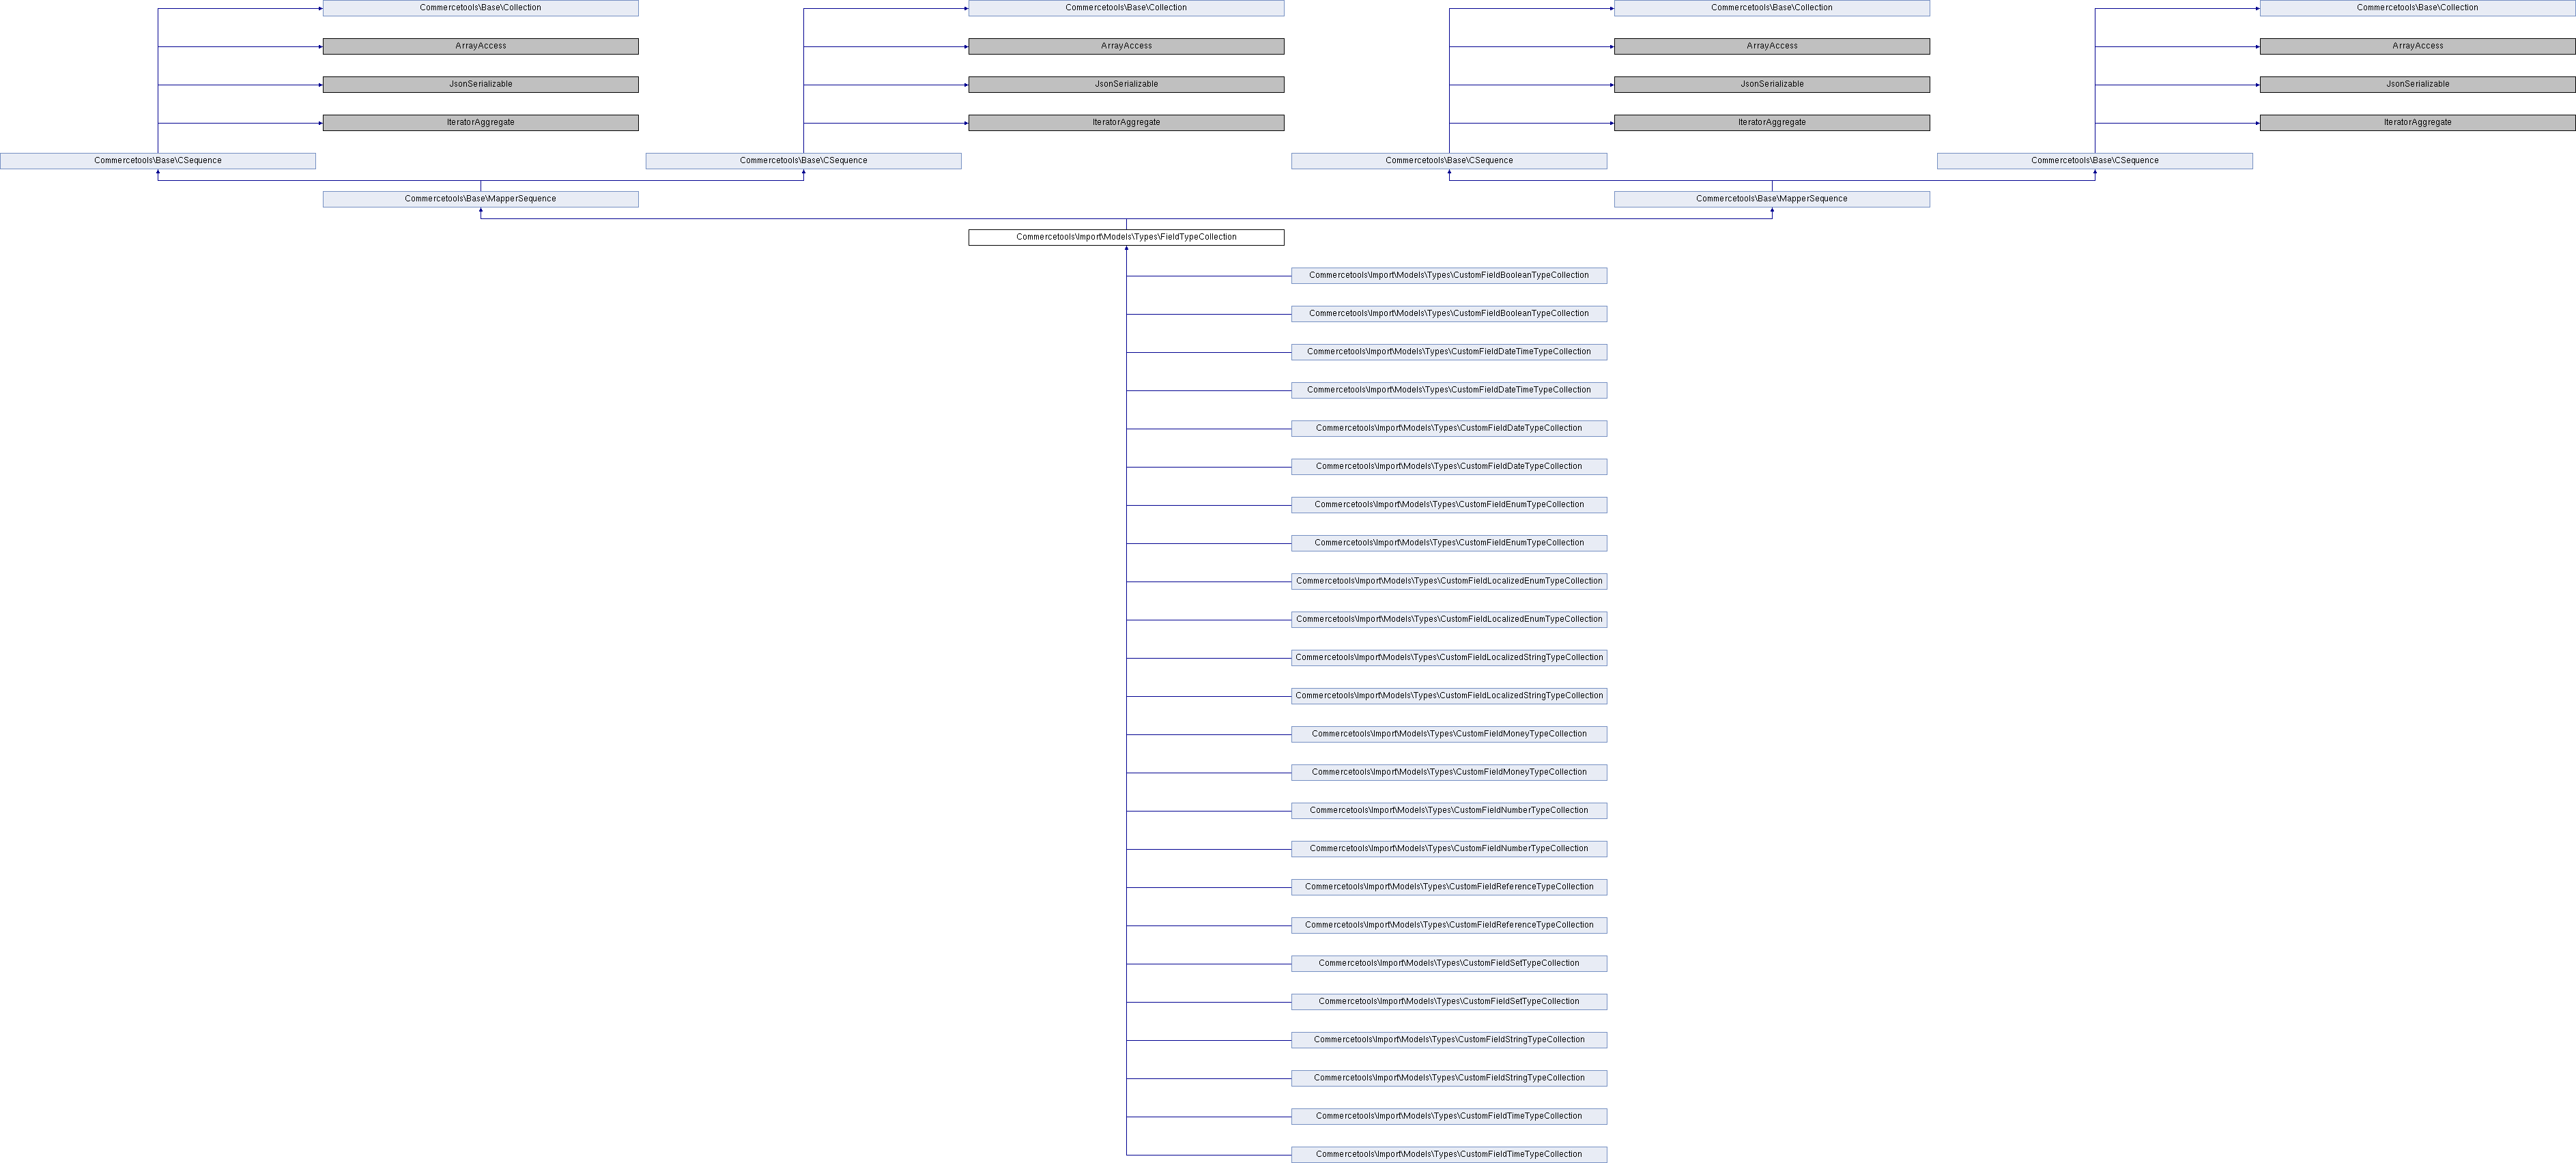 Commercetools\Base\Collection Commercetools\Base\Collection Commercetools\Base\Collection Commercetools\Base\Collection
ArrayAccess ArrayAccess ArrayAccess ArrayAccess
JsonSerializable JsonSerializable JsonSerializable JsonSerializable
IteratorAggregate IteratorAggregate IteratorAggregate IteratorAggregate
Commercetools\Base\CSequence Commercetools\Base\CSequence Commercetools\Base\CSequence Commercetools\Base\CSequence
Commercetools\Base\MapperSequence Commercetools\Base\MapperSequence
Commercetools\Import\Models\Types\FieldTypeCollection
Commercetools\Import\Models\Types\CustomFieldBooleanTypeCollection
Commercetools\Import\Models\Types\CustomFieldBooleanTypeCollection
Commercetools\Import\Models\Types\CustomFieldDateTimeTypeCollection
Commercetools\Import\Models\Types\CustomFieldDateTimeTypeCollection
Commercetools\Import\Models\Types\CustomFieldDateTypeCollection
Commercetools\Import\Models\Types\CustomFieldDateTypeCollection
Commercetools\Import\Models\Types\CustomFieldEnumTypeCollection
Commercetools\Import\Models\Types\CustomFieldEnumTypeCollection
Commercetools\Import\Models\Types\CustomFieldLocalizedEnumTypeCollection
Commercetools\Import\Models\Types\CustomFieldLocalizedEnumTypeCollection
Commercetools\Import\Models\Types\CustomFieldLocalizedStringTypeCollection
Commercetools\Import\Models\Types\CustomFieldLocalizedStringTypeCollection
Commercetools\Import\Models\Types\CustomFieldMoneyTypeCollection
Commercetools\Import\Models\Types\CustomFieldMoneyTypeCollection
Commercetools\Import\Models\Types\CustomFieldNumberTypeCollection
Commercetools\Import\Models\Types\CustomFieldNumberTypeCollection
Commercetools\Import\Models\Types\CustomFieldReferenceTypeCollection
Commercetools\Import\Models\Types\CustomFieldReferenceTypeCollection
Commercetools\Import\Models\Types\CustomFieldSetTypeCollection
Commercetools\Import\Models\Types\CustomFieldSetTypeCollection
Commercetools\Import\Models\Types\CustomFieldStringTypeCollection
Commercetools\Import\Models\Types\CustomFieldStringTypeCollection
Commercetools\Import\Models\Types\CustomFieldTimeTypeCollection
Commercetools\Import\Models\Types\CustomFieldTimeTypeCollection